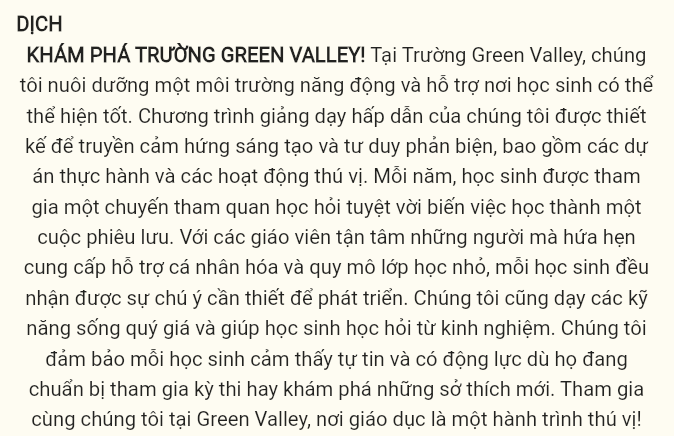 DỊCH
KHÁM PHÁ TRƯỜNG GREEN VALLEY! Tại Trường Green Valley, chúng
tôi nuôi dưỡng một môi trường năng động và hỗ trợ nơi học sinh có thể
thể hiện tốt. Chương trình giảng dạy hấp dẫn của chúng tôi được thiết
kế để truyền cảm hứng sáng tạo và tư duy phản biện, bao gồm các dự
án thực hành và các hoạt động thú vị. Mỗi năm, học sinh được tham
gia một chuyến tham quan học hỏi tuyệt vời biến việc học thành một
cuộc phiêu lưu. Với các giáo viên tận tâm những người mà hứa hẹn
cung cấp hỗ trợ cá nhân hóa và quy mô lớp học nhỏ, mỗi học sinh đều
nhận được sự chú ý cần thiết để phát triển. Chúng tôi cũng dạy các kỹ
năng sống quý giá và giúp học sinh học hỏi từ kinh nghiệm. Chúng tôi
đảm bảo mỗi học sinh cảm thấy tự tin và có động lực dù họ đang
chuẩn bị tham gia kỳ thi hay khám phá những sở thích mới. Tham gia
cùng chúng tôi tại Green Valley, nơi giáo dục là một hành trình thú vị!